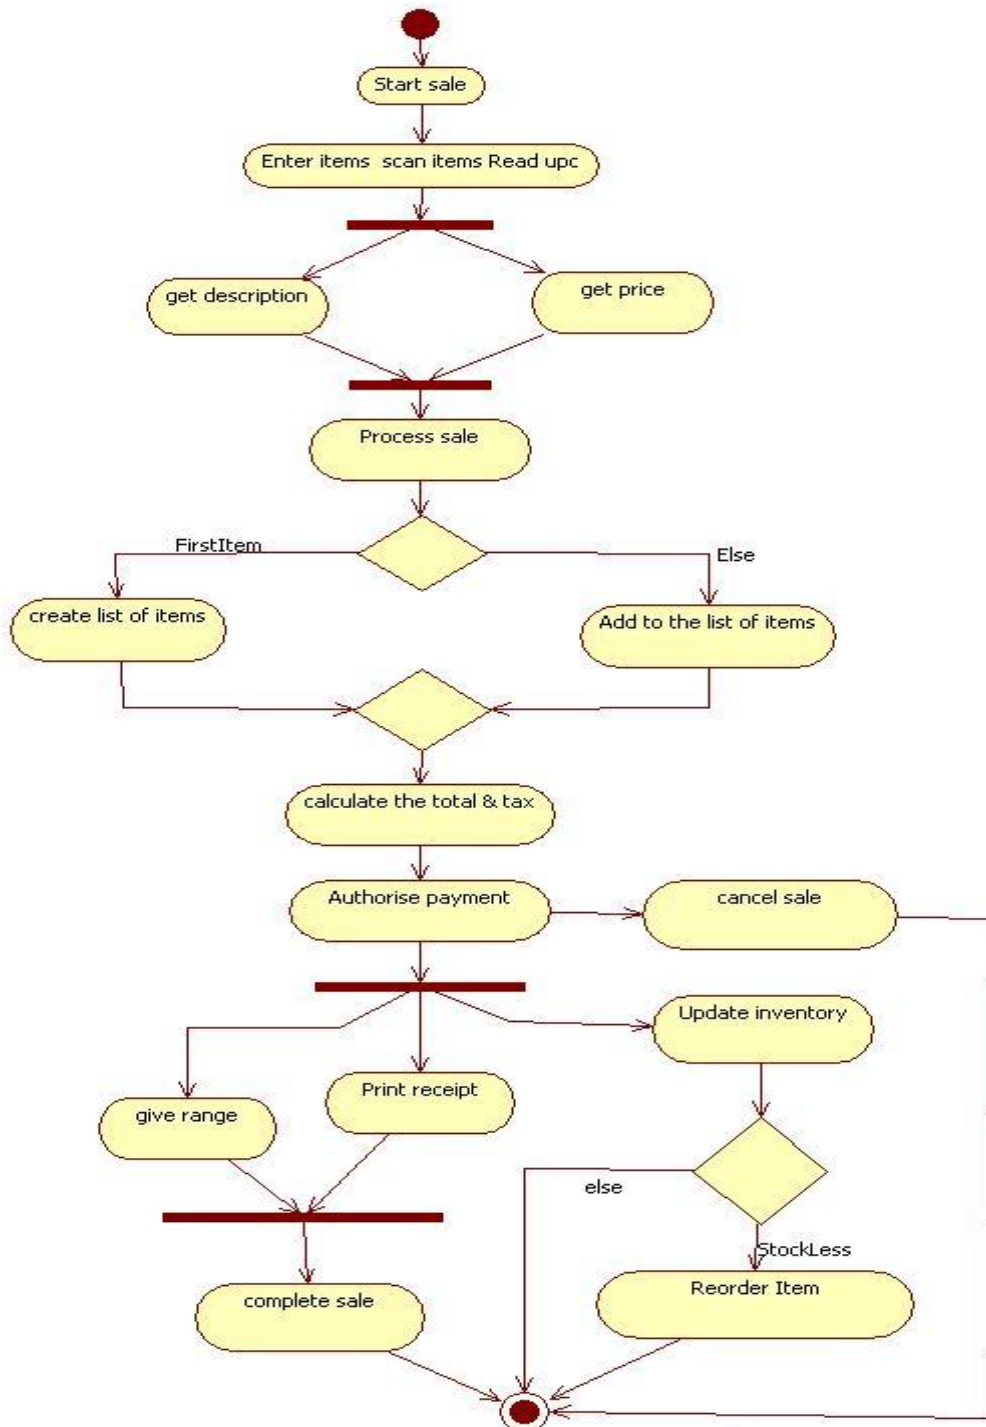 Start sale
Enter items  scan items Read upc
get description
get price
Process sale
FirstItem
Else
create list of items
Add to the list of items
calculate the total & tax
Authorise payment
cancel sale
Update inventory
Print receipt
give range
else
StockLess
Reorder Item
complete sale